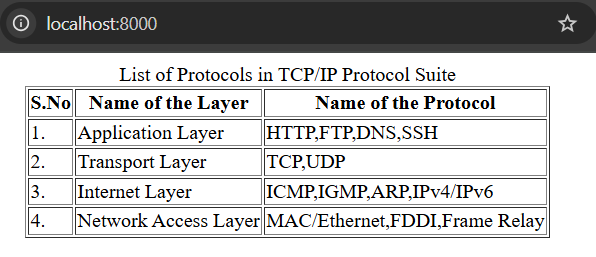 localhost:8000
List of Protocols in TCP/IP Protocol Suite
S.No Name of the Layer Name of the Protocol
1. Application Layer HTTP,FTP,DNS,SSH
2. Transport Layer TCP,UDP
3. Internet Layer ICMP,IGMP,ARP,IPv4/IPv6
4. Network Access Layer MAC/Ethernet,FDDI,Frame Relay